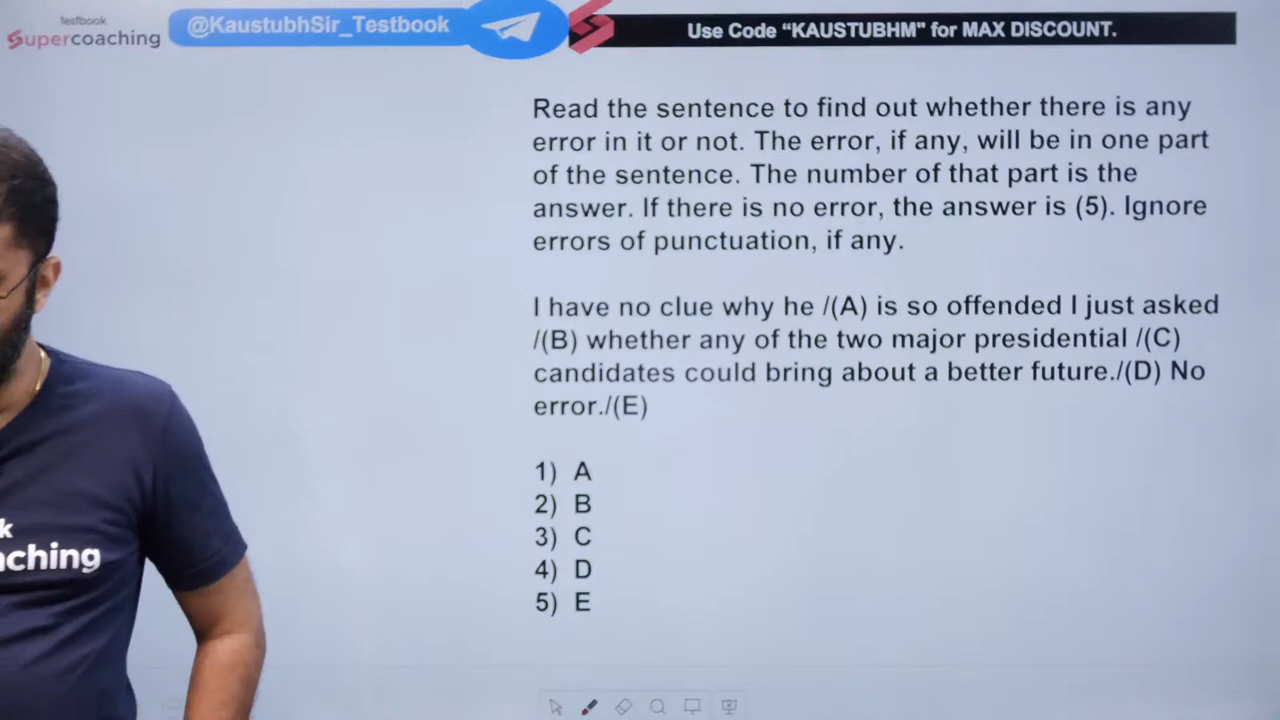 testbook
Supercoaching
@KaustubhSir_Testbook
Use Code “KAUSTUBHM" for MAX DISCOUNT.
Read the sentence to find out whether there is any
error in it or not. The error, if any, will be in one part
of the sentence. The number of that part is the
answer. If there is no error, the answer is (5). Ignore
errors of punctuation, if any.
I have no clue why he /(A) is so offended I just asked
/(B) whether any of the two major presidential /(C)
candidates could bring about a better future./(D) No
error./(E)
1) A
2) B
3) C
4) D
5) E
k
aching